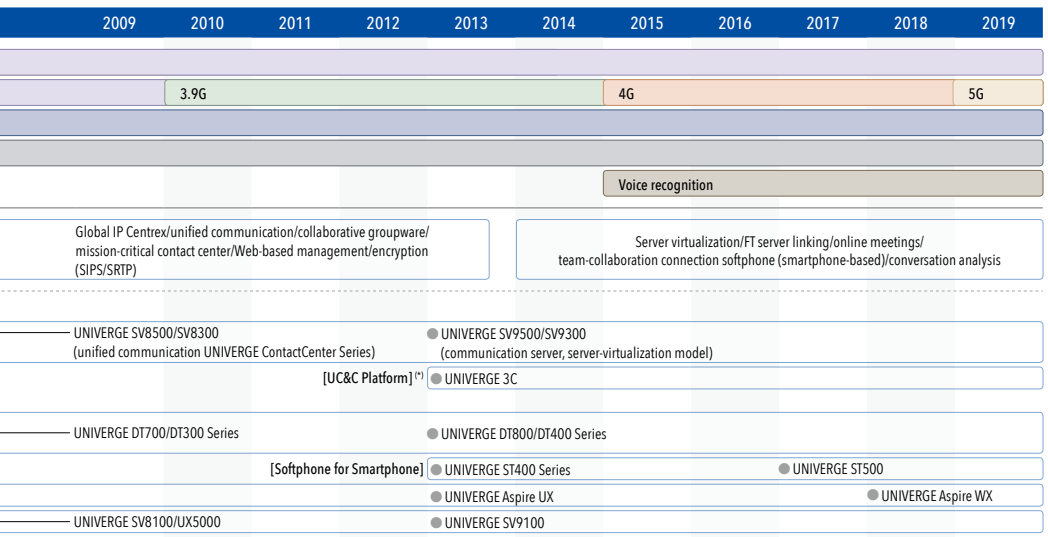 2009 2010 2011 2012 2013 2014 2015 2016 2017 2018 2019
3.9G 4G 5G
Voice recognition
Global IP Centrex/unified communication/collaborative groupware/
mission-critical contact center/Web-based management/encryption
(SIPS/SRTP)
Server virtualization/FT server linking/online meetings/
team-collaboration connection softphone (smartphone-based)/conversation analysis
UNIVERGE SV8500/SV8300
(unified communication UNIVERGE ContactCenter Series)
UNIVERGE SV9500/SV9300
(communication server, server-virtualization model)
[UC&C Platform] (*) UNIVERGE 3C
UNIVERGE DT700/DT300 Series UNIVERGE DT800/DT400 Series
[Softphone for Smartphone] UNIVERGE ST400 Series UNIVERGE ST500
UNIVERGE Aspire UX UNIVERGE Aspire WX
UNIVERGE SV8100/UX5000 UNIVERGE SV9100